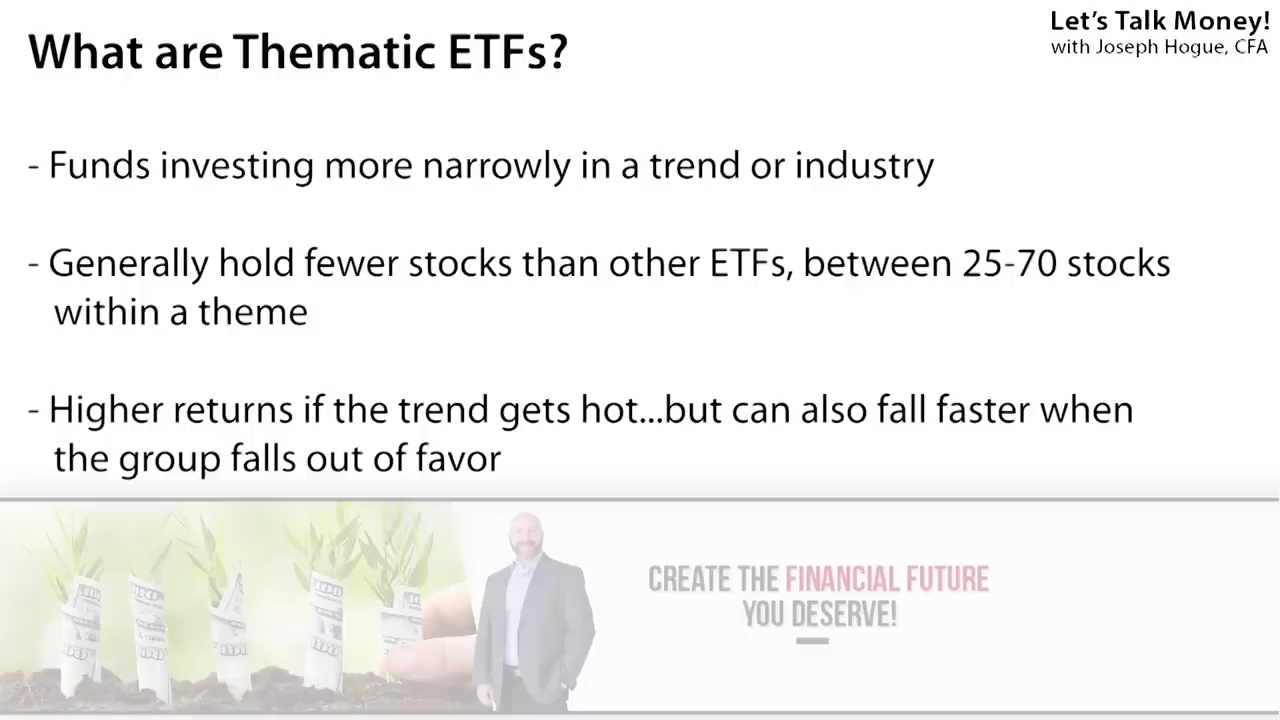 What are Thematic ETFs?
Let's Talk Money!
with Joseph Hogue, CFA
- Funds investing more narrowly in a trend or industry
- Generally hold fewer stocks than other ETFs, between 25-70 stocks
within a theme
- Higher returns if the trend gets hot...but can also fall faster when
the group falls out of favor
CREATE THE FINANCIAL FUTURE
YOU DESERVE!